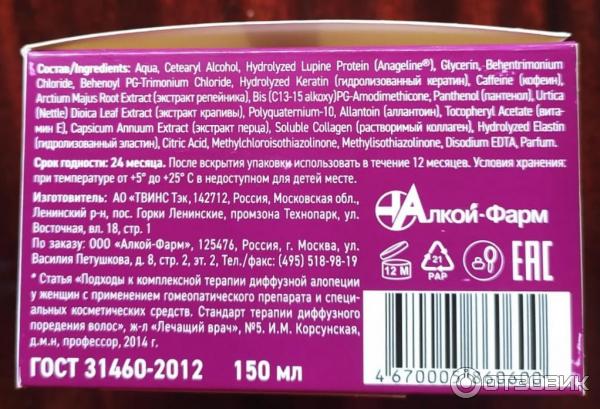 Состав/Ingredients: Aqua, Cetearyl Alcohol, Hydrolyzed Lupine Protein (Anageline®), Glycerin, Behentrimonium
Chloride, Behenoyl PG-Trimonium Chloride, Hydrolyzed Keratin (гидролизованный кератин), Caffeine (кофеин),
Arctium Majus Root Extract (экстракт репейника), Bis (C13-15 alkoxy)PG-Amodimethicone, Panthenol (пантенол), Urtica
(Nettle) Dioica Leaf Extract (экстракт крапивы), Polyquaternium-10, Allantoin (аллантоин), Tocopheryl Acetate (вита-
мин Е), Capsicum Annuum Extract (экстракт перца), Soluble Collagen (растворимый коллаген), Hydrolyzed Elastin
(гидролизованный эластин), Citric Acid, Methylchloroisothiazolinone, Methylisothiazolinone, Disodium EDTA, Parfum.
Срок годности: 24 месяца. После вскрытия упаковки использовать в течение 12 месяцев. Условия хранения:
при температуре от +5° до +25° С в недоступном для детей месте.
Изготовитель: АО «ТВИНС Тэк, 142712, Россия, Московская обл.,
Ленинский р-н, пос. Горки Ленинские, промзона Технопарк, ул.
Восточная, вл. 18, стр. 1
По заказу: ООО «Алкой-Фарм», 125476, Россия, г. Москва, ул.
Василия Петушкова, д. 8, стр. 2, эт. 2, Тел./факс: (495) 518-98-19
* Статья «Подходы к комплексной терапии диффузной алопеции
у женщин с применением гомеопатического препарата и специ-
альных косметических средств. Стандарт терапии диффузного
поредения волос», ж-л «Лечащий врач», №5. И.М. Корсунская,
д.м.н, профессор, 2014 г.
ГОСТ 31460-2012 150 мл
Алкой-Фарм
12 М
21
PAP
EAC
отзовик